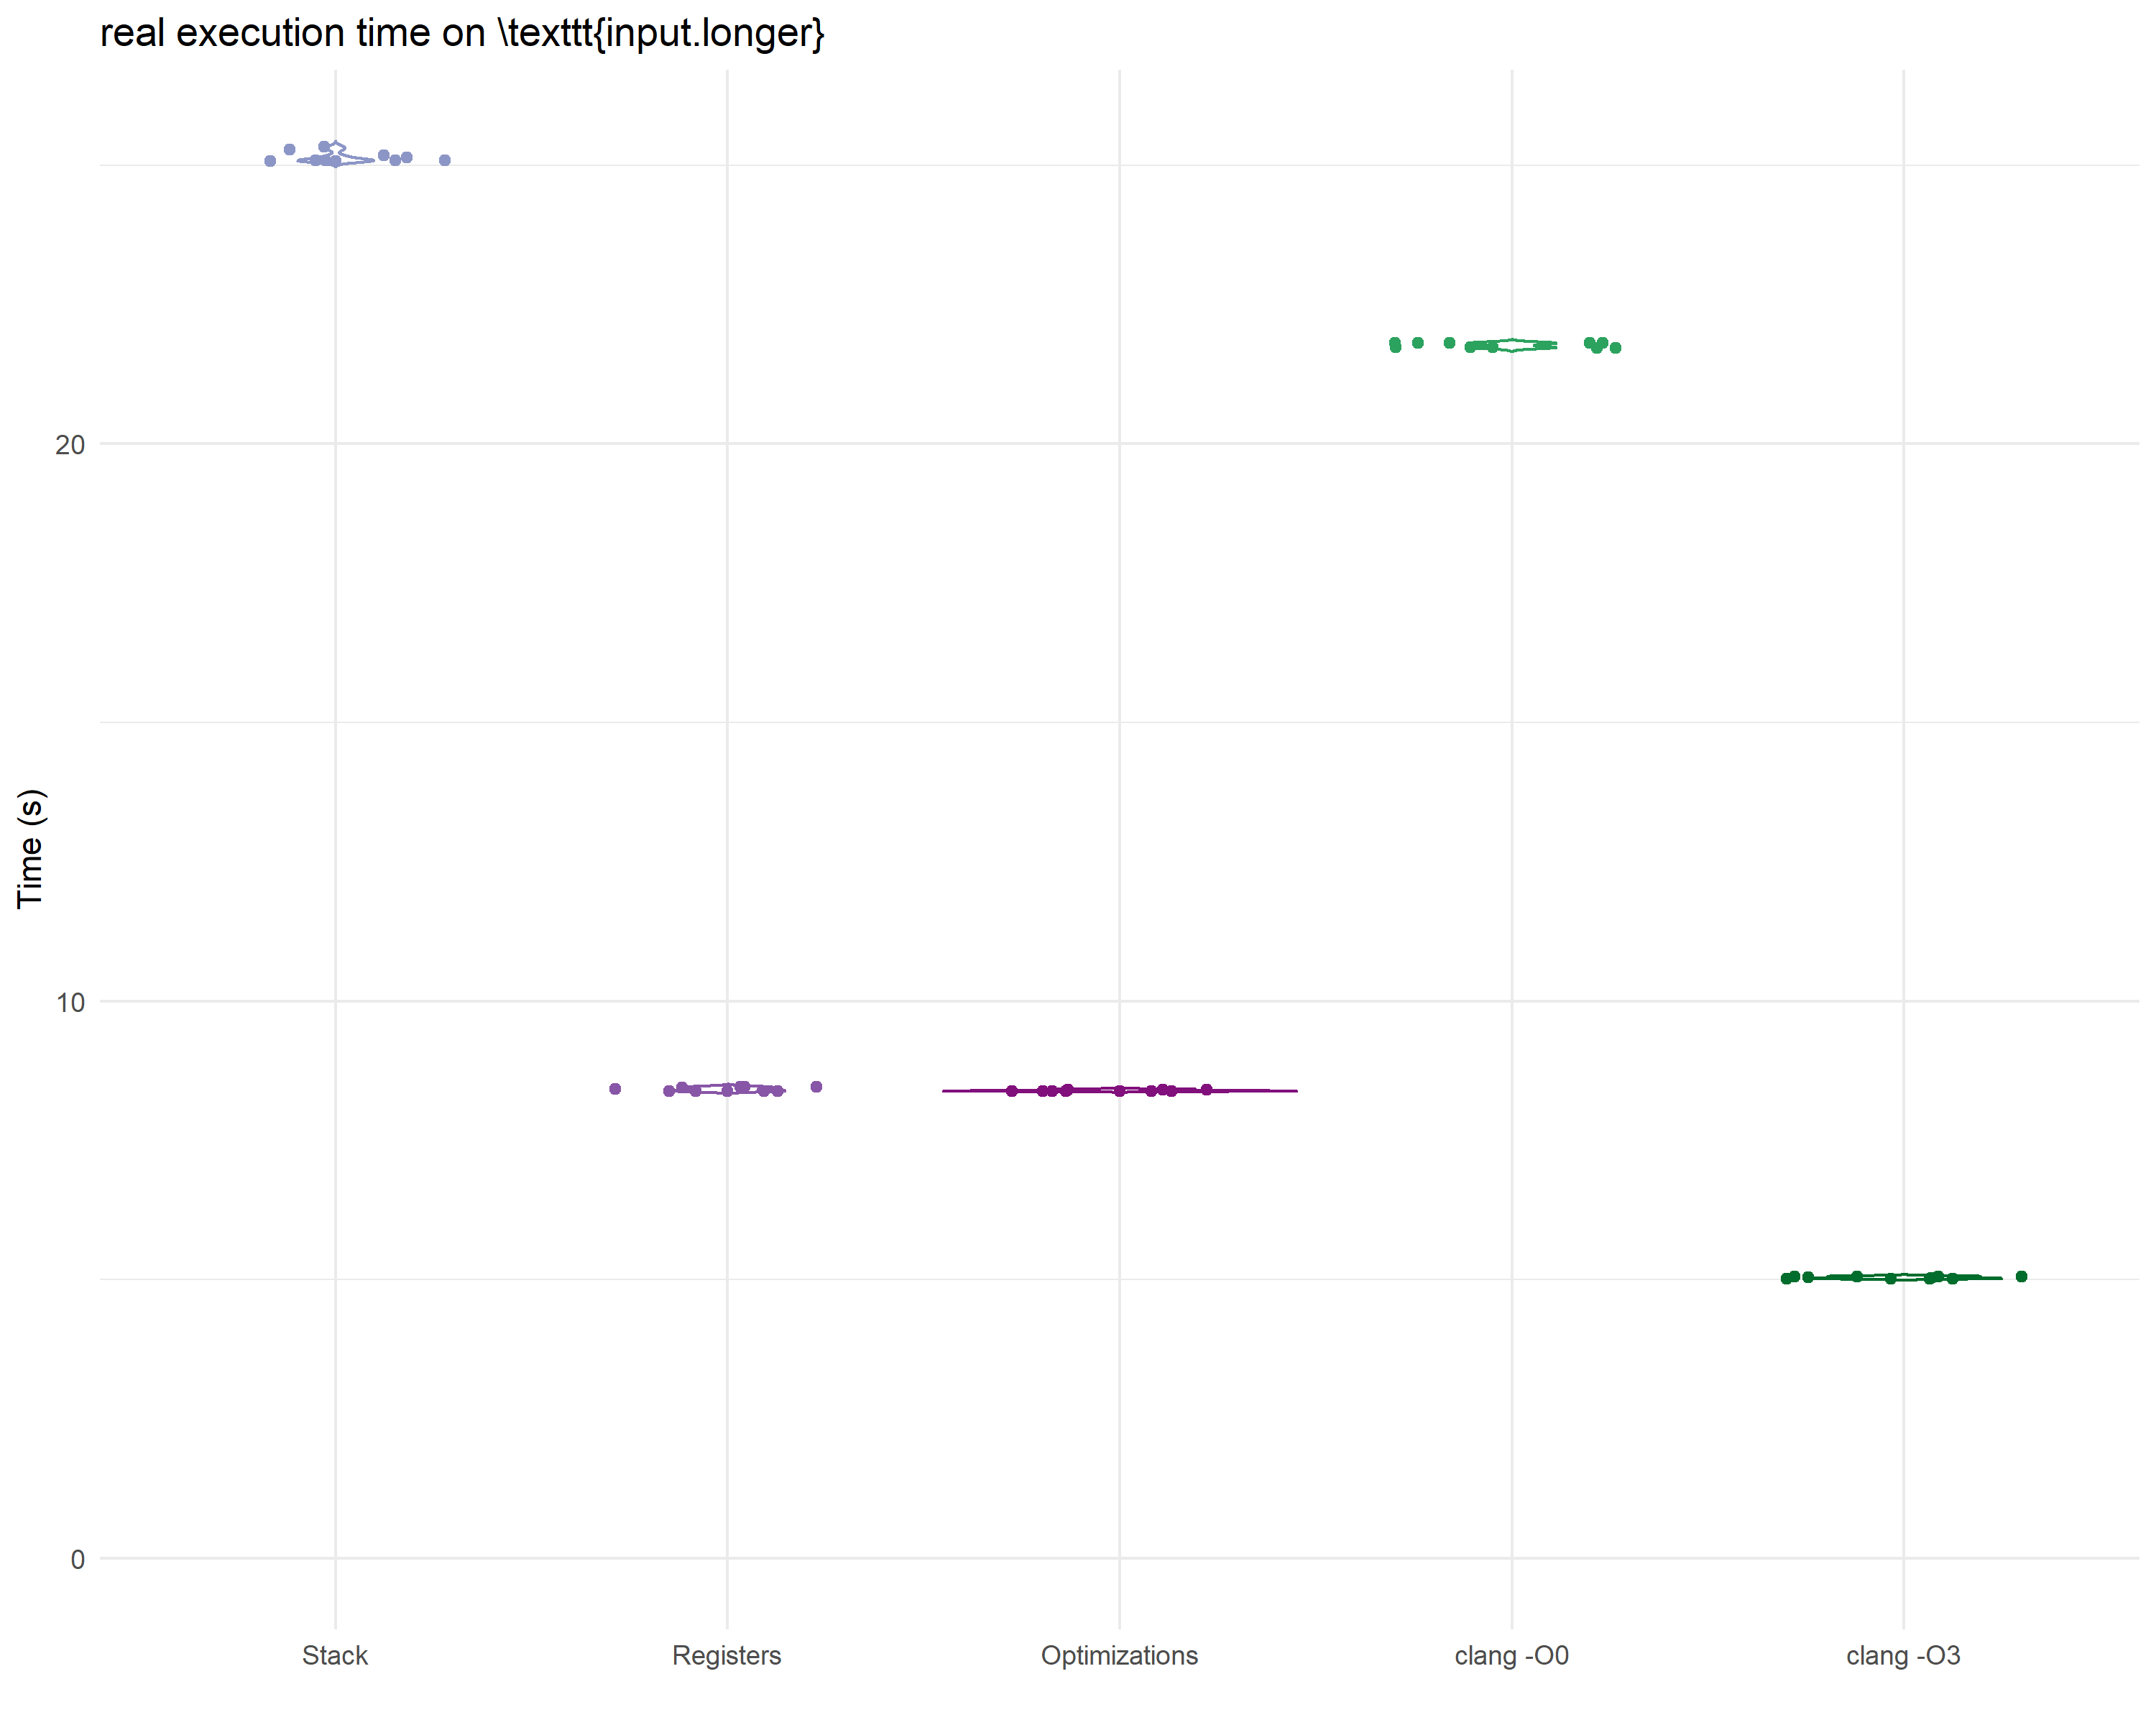 real execution time on \texttt{input.longer}
Time (s)
20
10
0
Stack
Registers
Optimizations
clang -O0
clang -O3